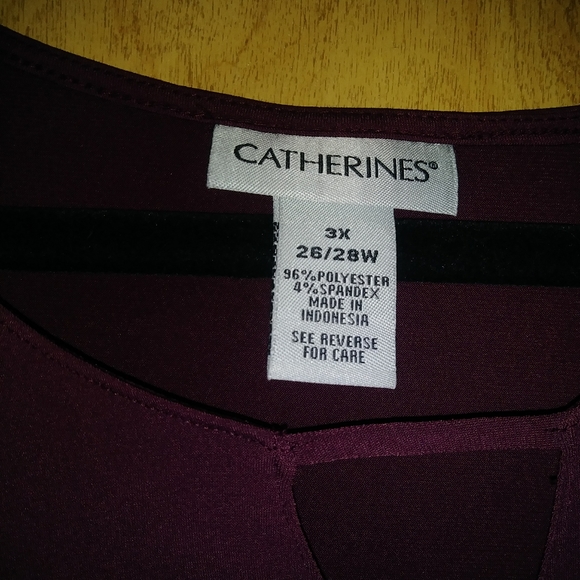 CATHERINES®
3X
26/28W
96%POLYESTER
4%SPANDEX
MADE IN
INDONESIA
SEE REVERSE
FOR CARE